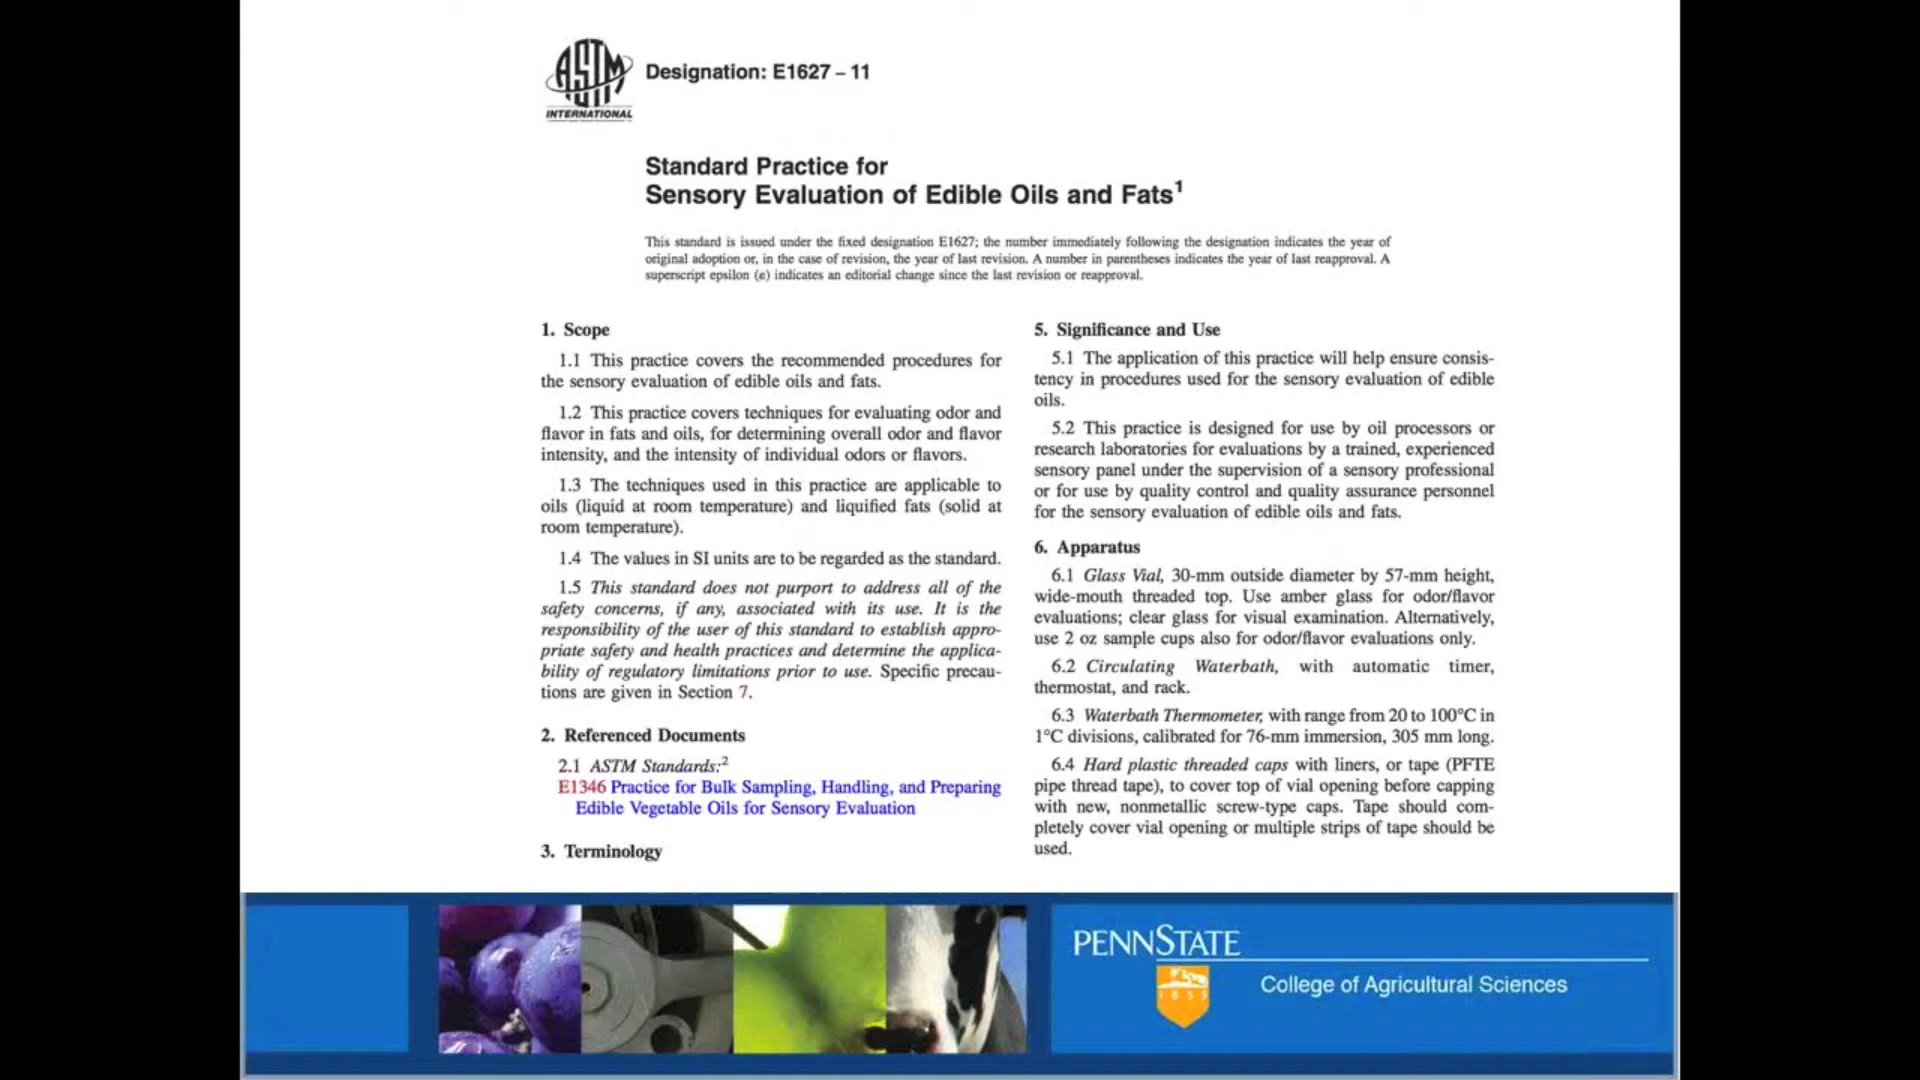 ASTM
INTERNATIONAL
Designation: E1627 – 11
Standard Practice for
Sensory Evaluation of Edible Oils and Fats1
This standard is issued under the fixed designation E1627; the number immediately following the designation indicates the year of
original adoption or, in the case of revision, the year of last revision. A number in parentheses indicates the year of last reapproval. A
superscript epsilon (ε) indicates an editorial change since the last revision or reapproval.
1. Scope
1.1 This practice covers the recommended procedures for
the sensory evaluation of edible oils and fats.
1.2 This practice covers techniques for evaluating odor and
flavor in fats and oils, for determining overall odor and flavor
intensity, and the intensity of individual odors or flavors.
1.3 The techniques used in this practice are applicable to
oils (liquid at room temperature) and liquified fats (solid at
room temperature).
1.4 The values in SI units are to be regarded as the standard.
1.5 This standard does not purport to address all of the
safety concerns, if any, associated with its use. It is the
responsibility of the user of this standard to establish appro-
priate safety and health practices and determine the applica-
bility of regulatory limitations prior to use. Specific precau-
tions are given in Section 7.
2. Referenced Documents
2.1 ASTM Standards:2
E1346 Practice for Bulk Sampling, Handling, and Preparing
Edible Vegetable Oils for Sensory Evaluation
3. Terminology
5. Significance and Use
5.1 The application of this practice will help ensure consis-
tency in procedures used for the sensory evaluation of edible
oils.
5.2 This practice is designed for use by oil processors or
research laboratories for evaluations by a trained, experienced
sensory panel under the supervision of a sensory professional
or for use by quality control and quality assurance personnel
for the sensory evaluation of edible oils and fats.
6. Apparatus
6.1 Glass Vial, 30-mm outside diameter by 57-mm height,
wide-mouth threaded top. Use amber glass for odor/flavor
evaluations; clear glass for visual examination. Alternatively,
use 2 oz sample cups also for odor/flavor evaluations only.
6.2 Circulating Waterbath, with automatic timer,
thermostat, and rack.
6.3 Waterbath Thermometer, with range from 20 to 100°C in
1°C divisions, calibrated for 76-mm immersion, 305 mm long.
6.4 Hard plastic threaded caps with liners, or tape (PFTE
pipe thread tape), to cover top of vial opening before capping
with new, nonmetallic screw-type caps. Tape should com-
pletely cover vial opening or multiple strips of tape should be
used.
PENNSTATE
1855
College of Agricultural Sciences